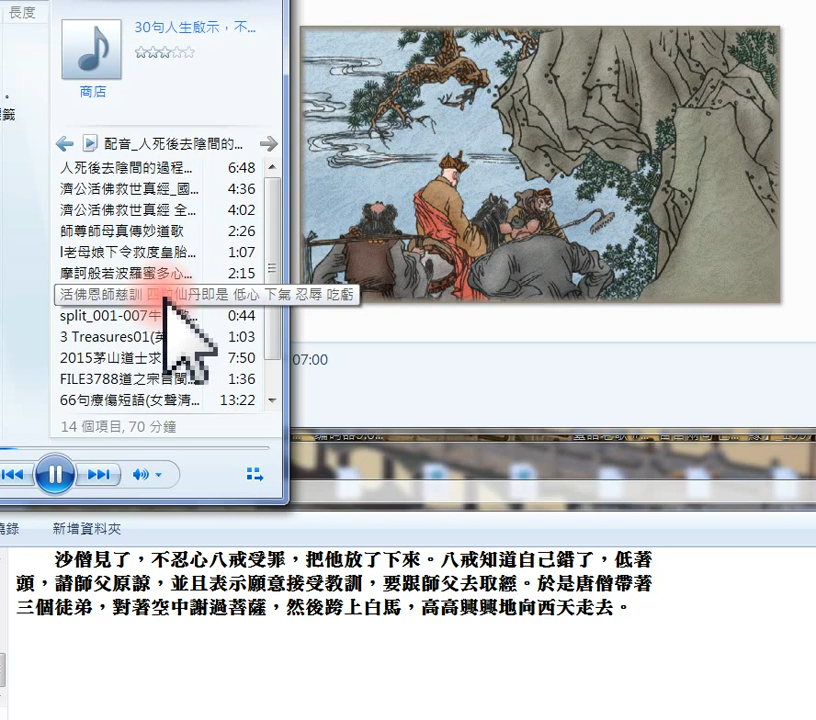 長度
30句人生啟示，不...
商店
籤
配音_人死後去陰間的...
人死後去陰間的過程... 6:48
濟公活佛救世真經_國... 4:36
濟公活佛救世真經 全... 4:02
師尊師母真傳妙道歌 2:26
l老母娘下令救度皇胎... 1:07
摩訶般若波羅蜜多心... 2:15
活佛恩師慈訓 四粒仙丹即是 低心 下氣 忍辱 吃虧
split_001-007牛 0:44
3 Treasures01(英 1:03
2015茅山道士求 7:50
FILE3788道之宗旨闡... 1:36
66句療傷短語(女聲清... 13:22
14 個項目, 70 分鐘
07:00
燒錄
新增資料夾
沙僧見了，不忍心八戒受罪，把他放了下來。八戒知道自己錯了，低著
頭，請師父原諒，並且表示願意接受教訓，要跟師父去取經。於是唐僧帶著
三個徒弟，對著空中謝過菩薩，然後跨上白馬，高高興興地向西天走去。